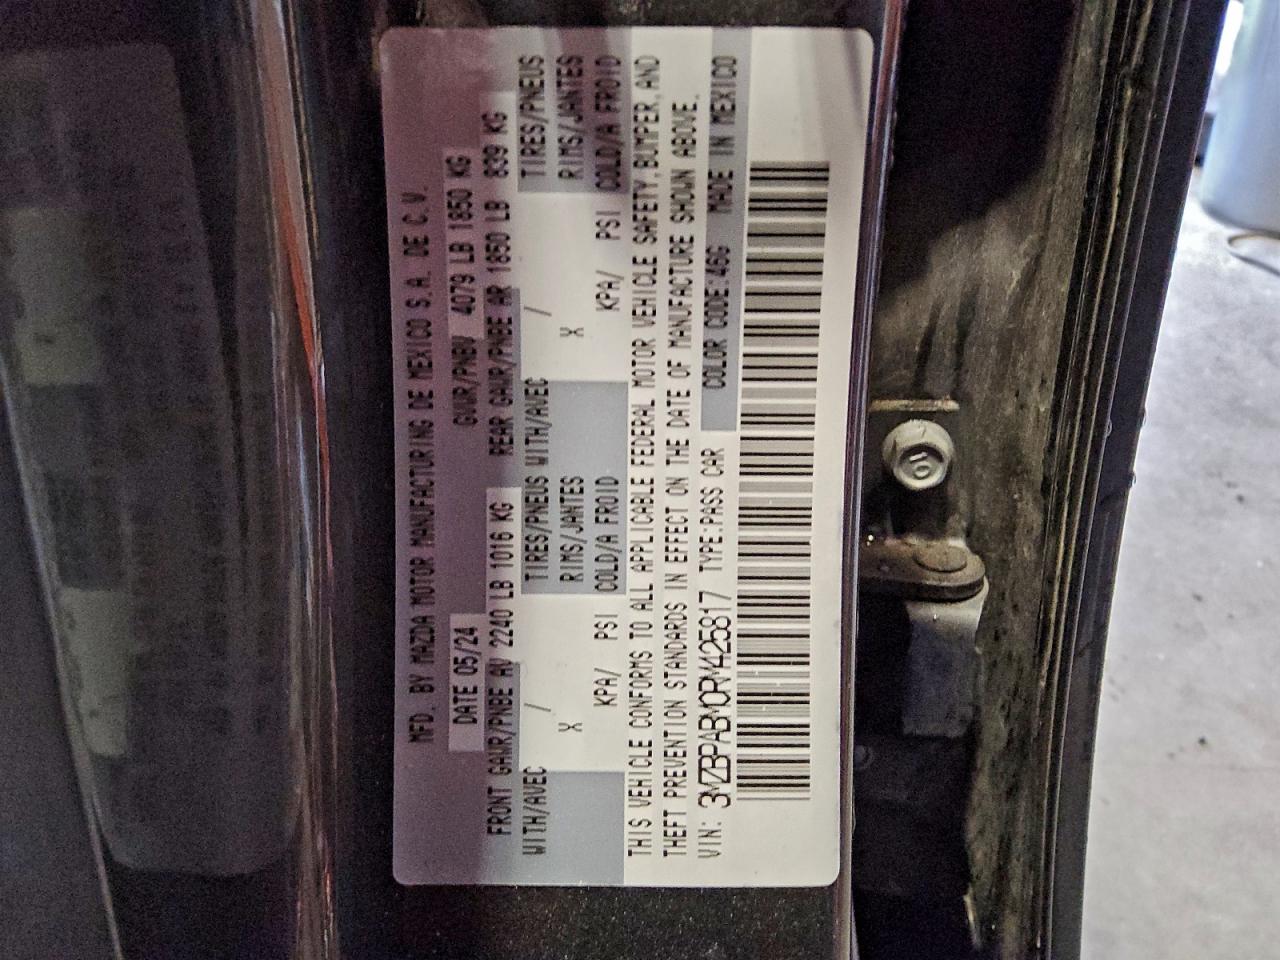 MFD. BY MAZDA MOTOR MANUFACTURING DE MEXICO S.A. DE C.V.
DATE 05/24 GVWR/PNBV 4079 LB 1850 KG
FRONT GAWR/PNBE AV 2240 LB 1016 KG REAR GAWR/PNBE AR 1850 LB 839 KG
WITH/AVEC / TIRES/PNEUS WITH/AVEC / TIRES/PNEUS
X RIMS/JANTES X RIMS/JANTES
KPA/ PSI COLD/A FROID KPA/ PSI COLD/A FROID
THIS VEHICLE CONFORMS TO ALL APPLICABLE FEDERAL MOTOR VEHICLE SAFETY, BUMPER, AND
THEFT PREVENTION STANDARDS IN EFFECT ON THE DATE OF MANUFACTURE SHOWN ABOVE.
VIN: 3MZBPABM0RM425817 TYPE:PASS CAR COLOR CODE:46G MADE IN MEXICO